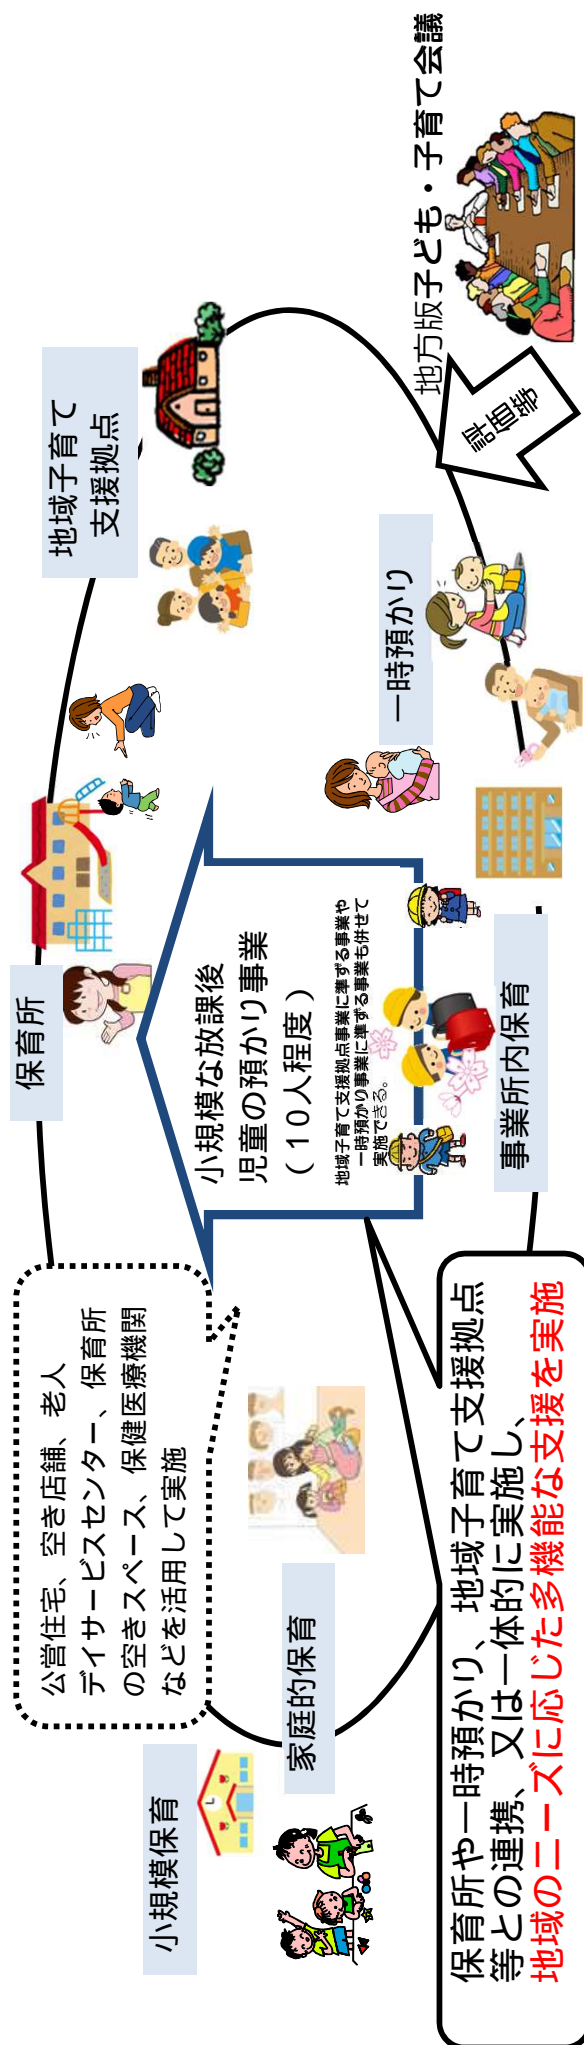 公営住宅、空き店舗、老人
デイサービスセンター、保育所
の空きスペース、保健医療機関
などを活用して実施
保育所
地域子育て
支援拠点
小規模保育
家庭的保育
小規模な放課後
児童の預かり事業
(10人程度)
地域子育て支援拠点事業に準ずる事業や
一時預かり事業に準ずる事業も併せて
実施できる。
一時預かり
事業所内保育
評価等
地方版子ども・子育て会議
保育所や一時預かり、地域子育て支援拠点
等との連携、又は一体的に実施し、
地域のニーズに応じた多機能な支援を実施